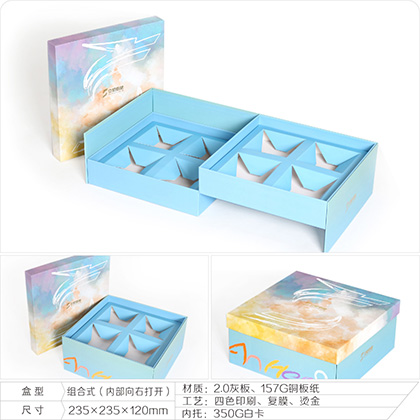 盒型 组合式（内部向石打开）
尺寸 235×235×120mm
材质：2.0灰板、157G铜板纸
工艺：四色印刷、复膜、烫金
内托：350G白卡